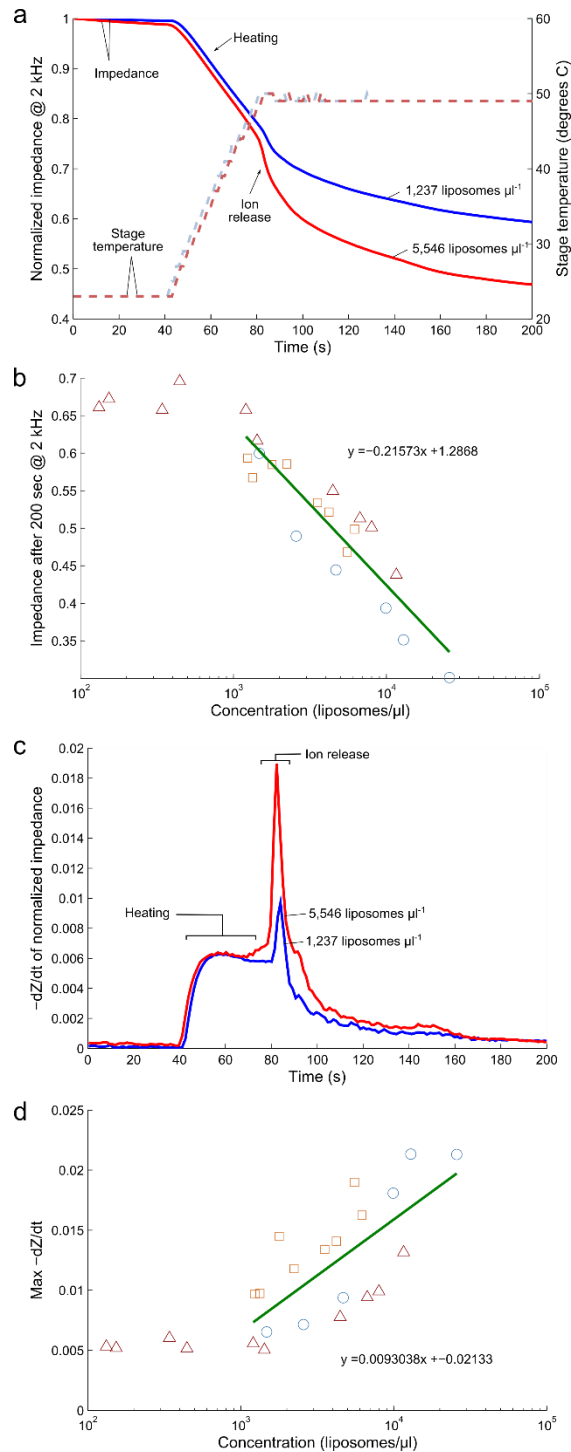 a
1
0.9
0.8
0.7
0.6
0.5
0.4
Normalized impedance @ 2 kHz
Impedance
Heating
Ion
release
Stage
temperature
1,237 liposomes µl⁻¹
5,546 liposomes µl⁻¹
60
50
40
30
20
Stage temperature (degrees C)
0 20 40 60 80 100 120 140 160 180 200
Time (s)
b
0.7
0.65
0.6
0.55
0.5
0.45
0.4
0.35
Impedance after 200 sec @ 2 kHz
y =−0.21573x +1.2868
10² 10³ 10⁴ 10⁵
Concentration (liposomes/µl)
c
0.02
0.018
0.016
0.014
0.012
0.01
0.008
0.006
0.004
0.002
0
−dZ/dt of normalized impedance
Ion release
Heating
5,546 liposomes µl⁻¹
1,237 liposomes µl⁻¹
0 20 40 60 80 100 120 140 160 180 200
Time (s)
d
0.025
0.02
0.015
0.01
0.005
0
Max −dZ/dt
y =0.0093038x +−0.02133
10² 10³ 10⁴ 10⁵
Concentration (liposomes/µl)